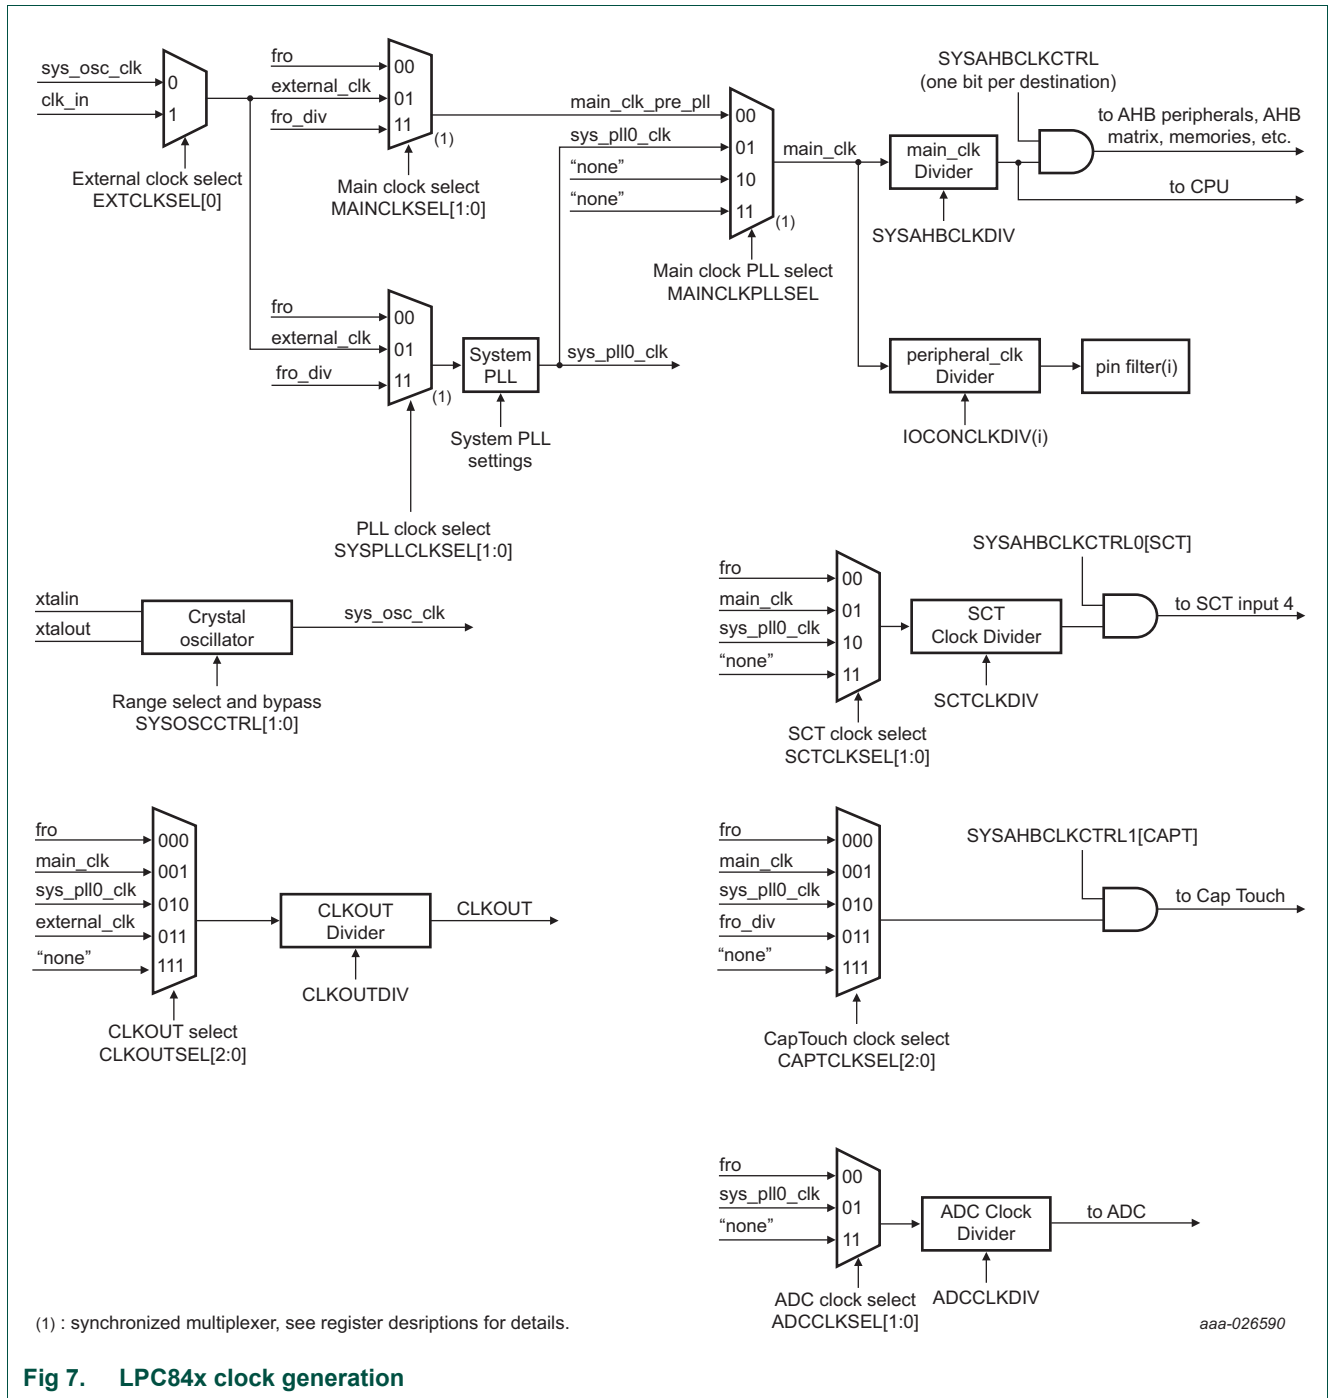 sys_osc_clk
clk_in
0
1
External clock select
EXTCLKSEL[0]
fro
external_clk
fro_div
00
01
11
(1)
Main clock select
MAINCLKSEL[1:0]
main_clk_pre_pll
sys_pll0_clk
“none”
“none”
00
01
10
11
(1)
Main clock PLL select
MAINCLKPLLSEL
main_clk
SYSAHBCLKCTRL
(one bit per destination)
main_clk
Divider
SYSAHBCLKDIV
to AHB peripherals, AHB
matrix, memories, etc.
to CPU
fro
external_clk
fro_div
00
01
11
(1)
System
PLL
sys_pll0_clk
System PLL
settings
PLL clock select
SYSPLLCLKSEL[1:0]
peripheral_clk
Divider
pin filter(i)
IOCONCLKDIV(i)
xtalin
xtalout
Crystal
oscillator
sys_osc_clk
Range select and bypass
SYSOSCCTRL[1:0]
fro
main_clk
sys_pll0_clk
“none”
00
01
10
11
SCT clock select
SCTCLKSEL[1:0]
SCT
Clock Divider
SCTCLKDIV
SYSAHBCLKCTRL0[SCT]
to SCT input 4
fro
main_clk
sys_pll0_clk
external_clk
“none”
000
001
010
011
111
CLKOUT select
CLKOUTSEL[2:0]
CLKOUT
Divider
CLKOUT
CLKOUTDIV
fro
main_clk
sys_pll0_clk
fro_div
“none”
000
001
010
011
111
CapTouch clock select
CAPTCLKSEL[2:0]
SYSAHBCLKCTRL1[CAPT]
to Cap Touch
fro
sys_pll0_clk
“none”
00
01
11
ADC clock select
ADCCLKSEL[1:0]
ADC Clock
Divider
ADCCLKDIV
to ADC
(1) : synchronized multiplexer, see register desriptions for details.
aaa-026590
Fig 7. LPC84x clock generation